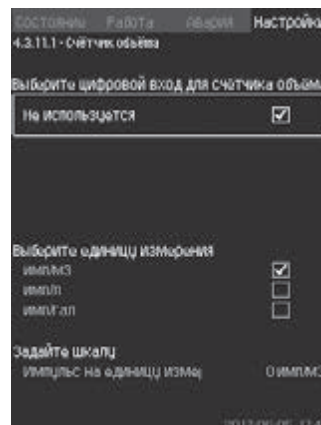 Состояние Работа Авария Настройки
4.3.11.1 - Счётчик объёма
Выберите цифровой вход для счётчика объёма
Не используется
Выберите единицу измерения
имп/м3
имп/л
имп/гал
Задайте шкалу
Импульс на единицу измер
0 имп/м3